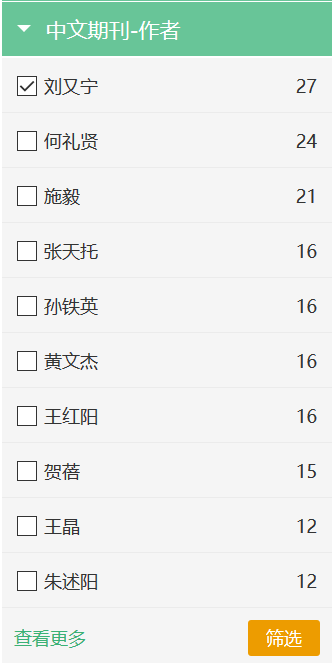 中文期刊-作者
刘又宁 27
何礼贤 24
施毅 21
张天托 16
孙铁英 16
黄文杰 16
王红阳 16
贺蓓 15
王晶 12
朱述阳 12
查看更多 筛选